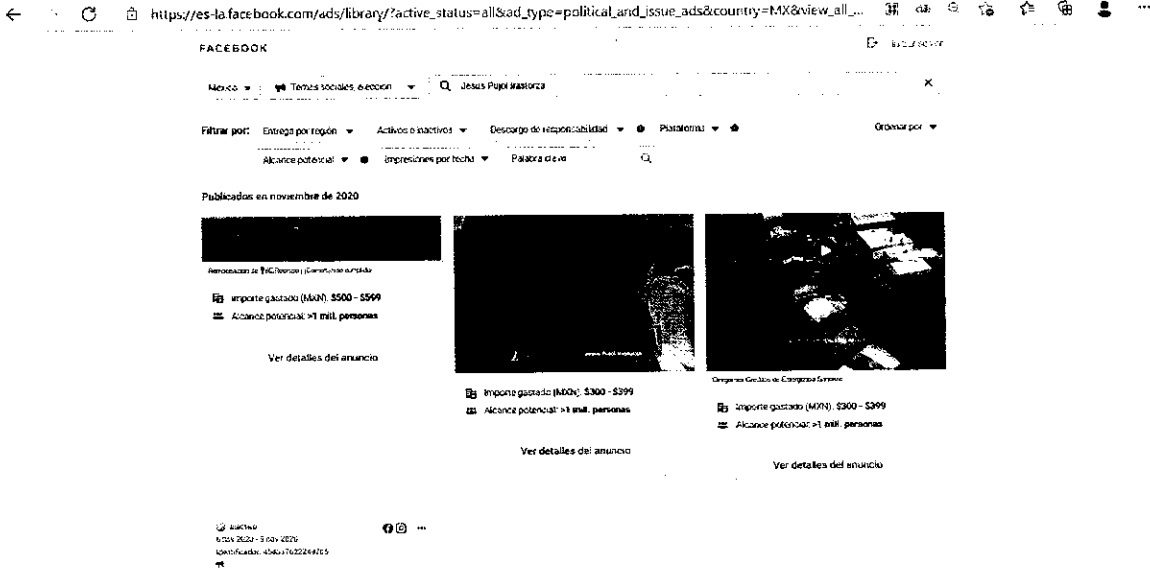 https://es-la.facebook.com/ads/library/?active_status=all&ad_type=political_and_issue_ads&country=MX&view_all_...
FACEBOOK
México Temas sociales, elección Jesus Pujol Irastorza
Filtrar por: Entrega por región Activos e inactivos Descargo de responsabilidad Plataforma Ordenar por
Alcance potencial Impresiones por fecha Palabra clave
Publicados en noviembre de 2020
Importe gastado (MXN): $500 - $599
Alcance potencial: >1 mill. personas
Ver detalles del anuncio
Importe gastado (MXN): $300 - $399
Alcance potencial: >1 mill. personas
Ver detalles del anuncio
Importe gastado (MXN): $300 - $399
Alcance potencial: >1 mill. personas
Ver detalles del anuncio